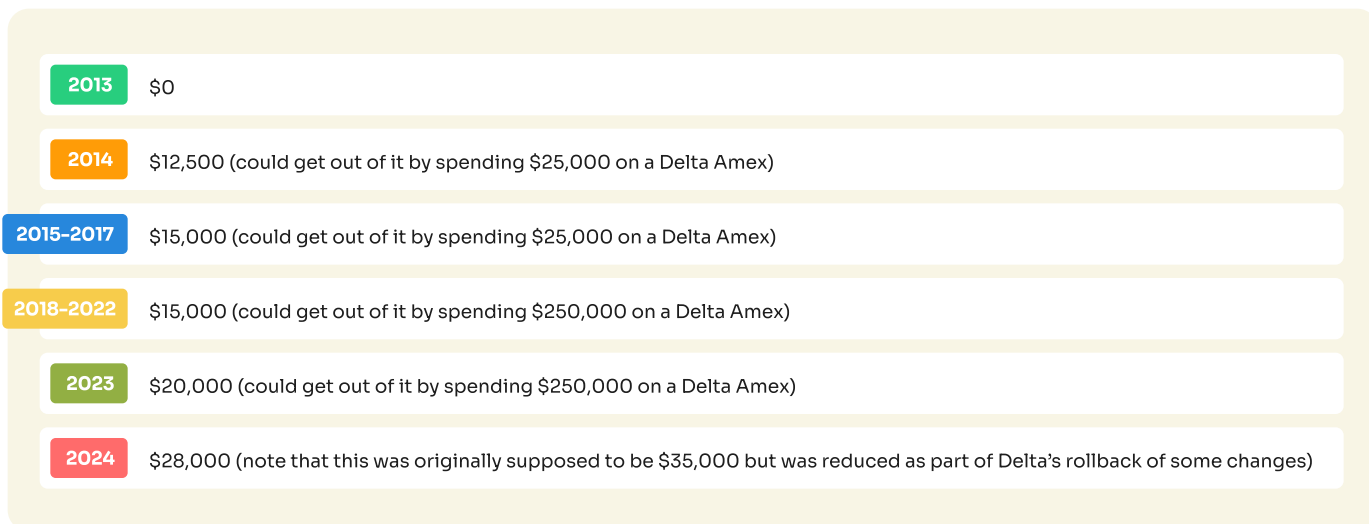 2013 $0
2014 $12,500 (could get out of it by spending $25,000 on a Delta Amex)
2015-2017 $15,000 (could get out of it by spending $25,000 on a Delta Amex)
2018-2022 $15,000 (could get out of it by spending $250,000 on a Delta Amex)
2023 $20,000 (could get out of it by spending $250,000 on a Delta Amex)
2024 $28,000 (note that this was originally supposed to be $35,000 but was reduced as part of Delta’s rollback of some changes)